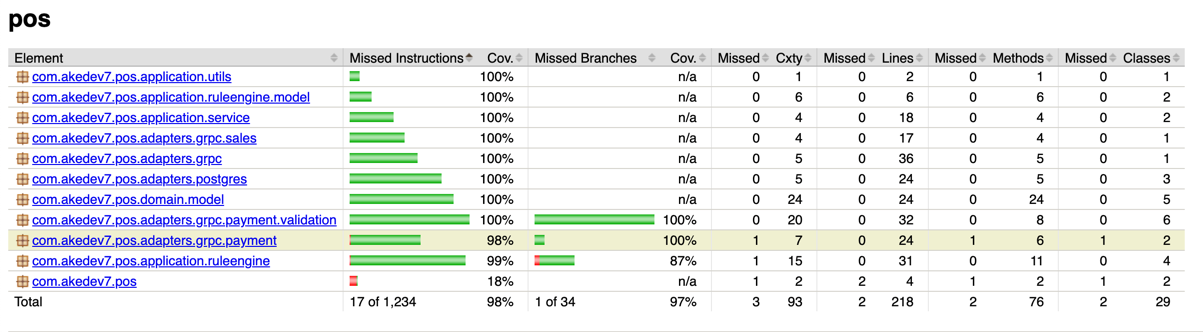 pos
Element Missed Instructions Cov. Missed Branches Cov. Missed Cxty Missed Lines Missed Methods Missed Classes
com.akedev7.pos.application.utils 100% n/a 0 1 0 2 0 1 0 1
com.akedev7.pos.application.ruleengine.model 100% n/a 0 6 0 6 0 6 0 2
com.akedev7.pos.application.service 100% n/a 0 4 0 18 0 4 0 2
com.akedev7.pos.adapters.grpc.sales 100% n/a 0 4 0 17 0 4 0 1
com.akedev7.pos.adapters.grpc 100% n/a 0 5 0 36 0 5 0 1
com.akedev7.pos.adapters.postgres 100% n/a 0 5 0 24 0 5 0 3
com.akedev7.pos.domain.model 100% n/a 0 24 0 24 0 24 0 5
com.akedev7.pos.adapters.grpc.payment.validation 100% 100% 0 20 0 32 0 8 0 6
com.akedev7.pos.adapters.grpc.payment 98% 100% 1 7 0 24 1 6 1 2
com.akedev7.pos.application.ruleengine 99% 87% 1 15 0 31 0 11 0 4
com.akedev7.pos 18% n/a 1 2 2 4 1 2 1 2
Total 17 of 1,234 98% 1 of 34 97% 3 93 2 218 2 76 2 29